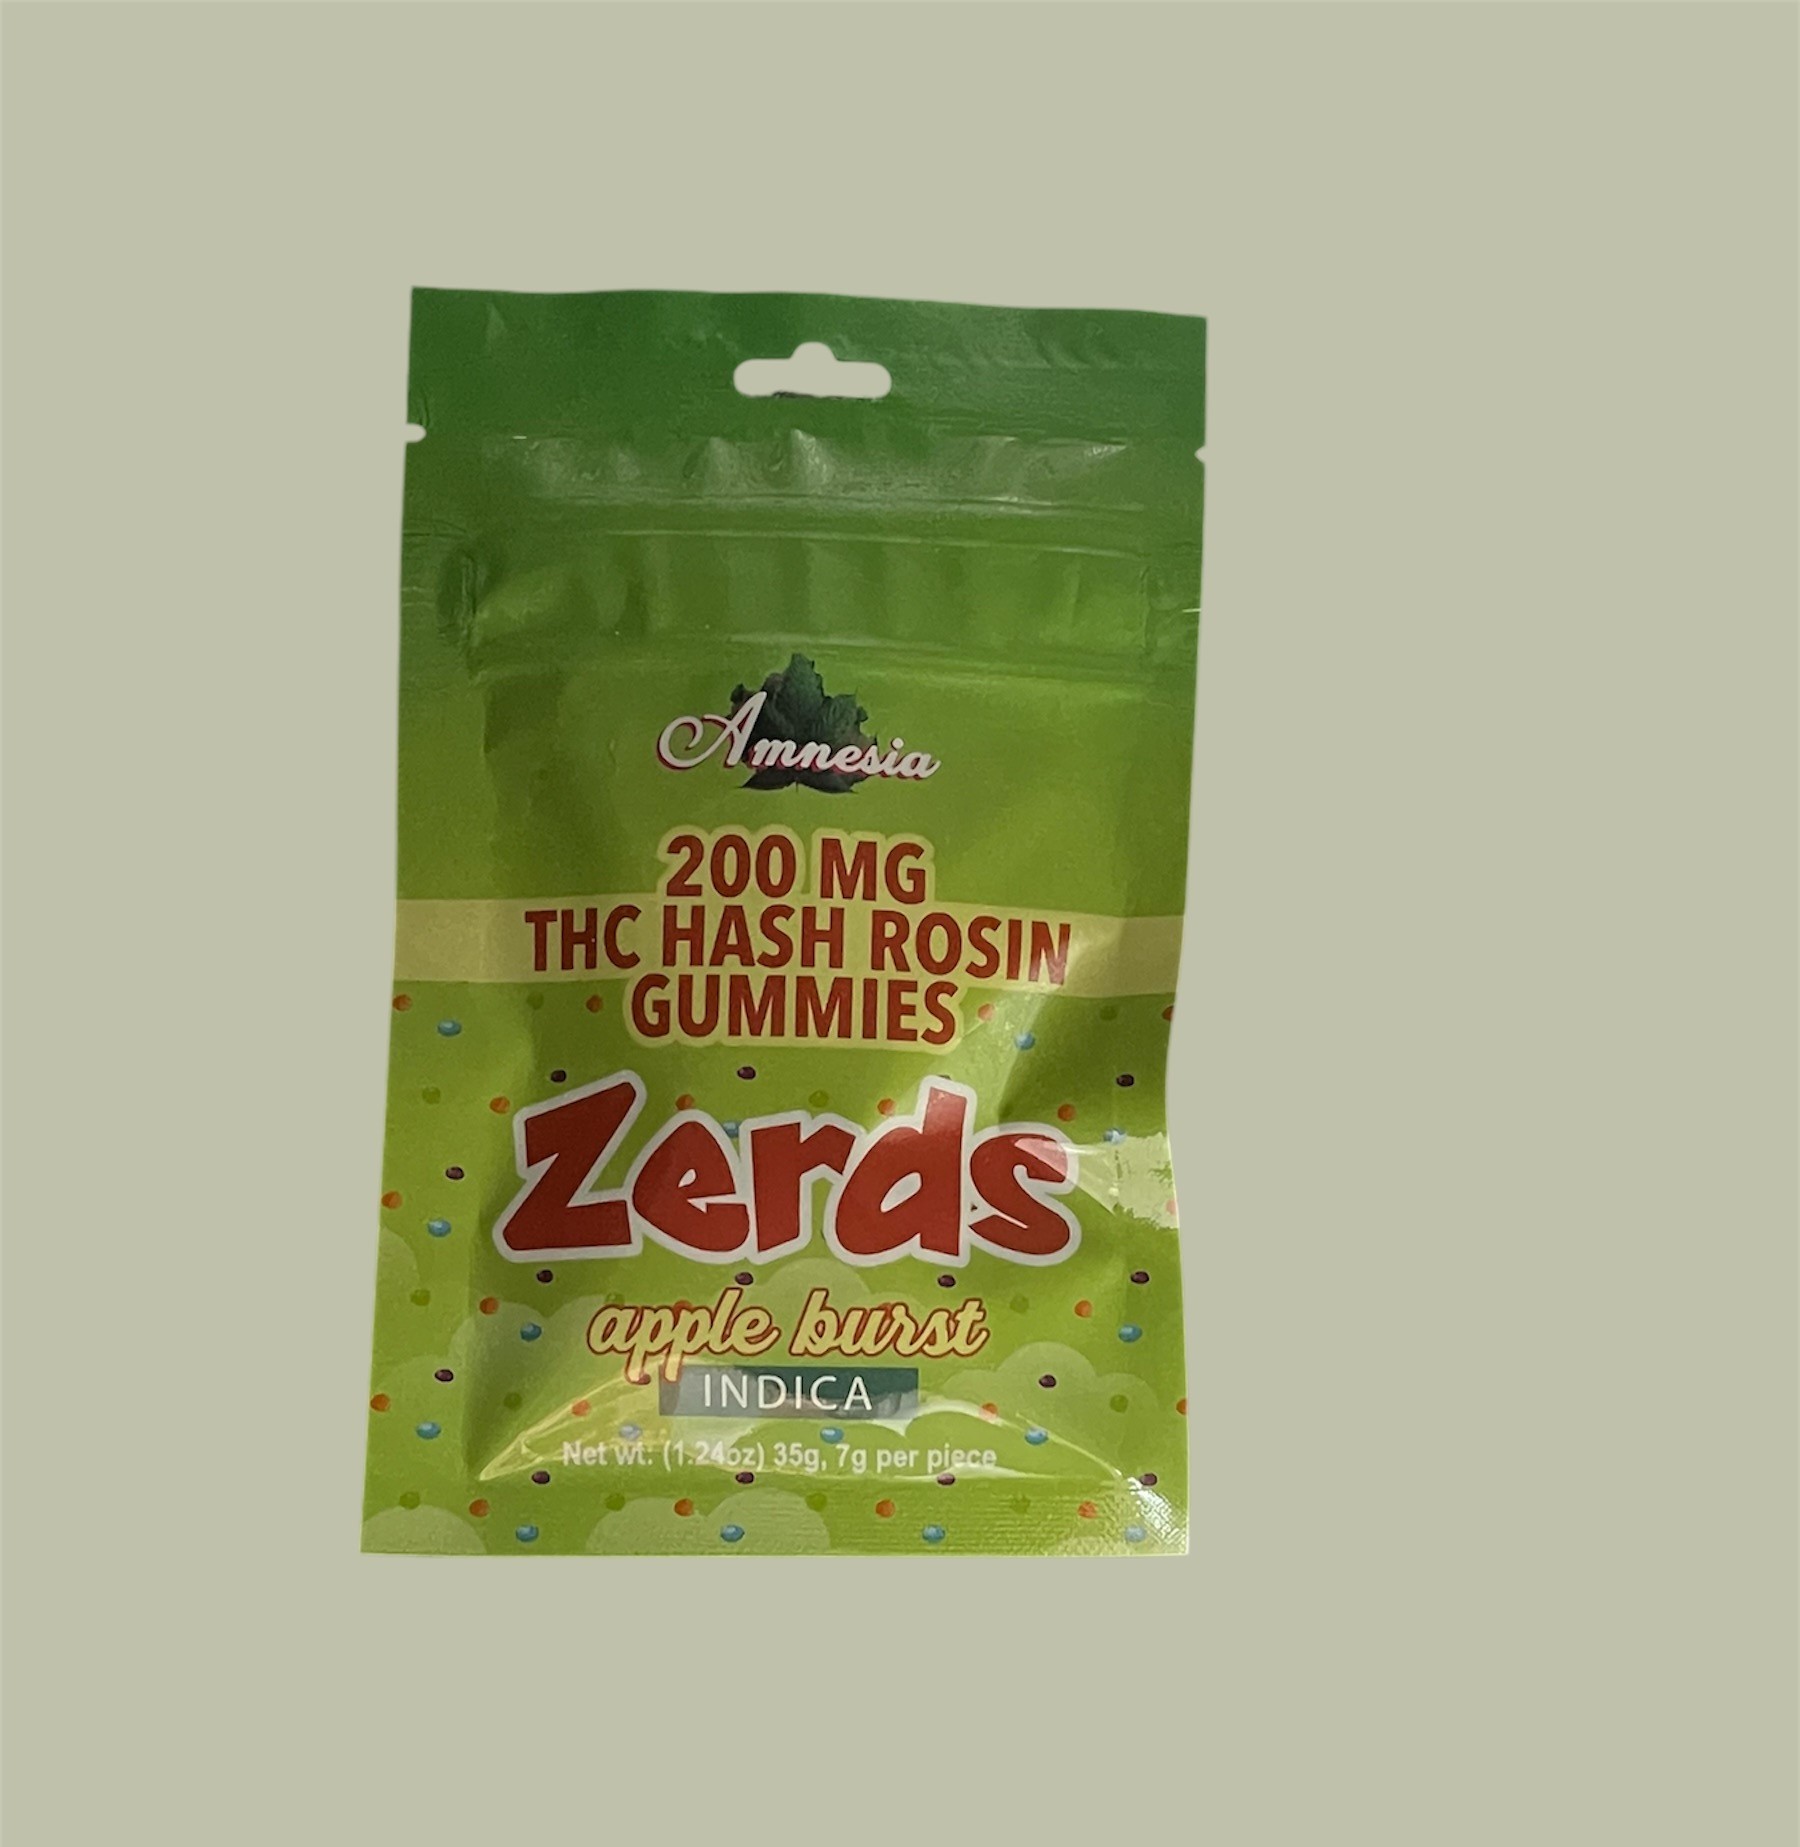 Amnesia
200 MG
THC HASH ROSIN
GUMMIES
Zerds
apple burst
INDICA
Net wt: (1.24oz) 35g, 7g per piece